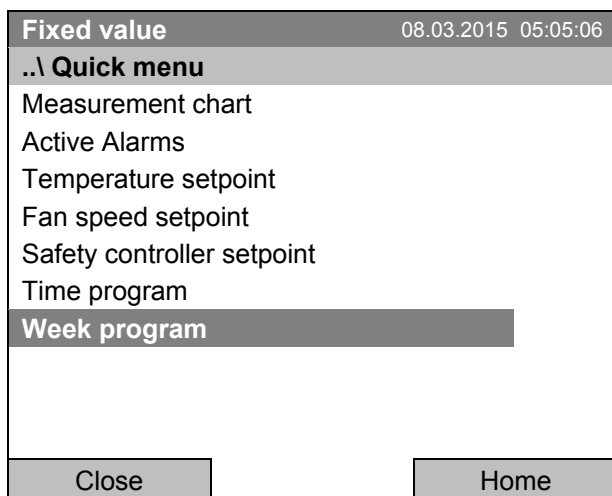 Fixed value 08.03.2015 05:05:06
..\ Quick menu
Measurement chart
Active Alarms
Temperature setpoint
Fan speed setpoint
Safety controller setpoint
Time program
Week program
Close Home